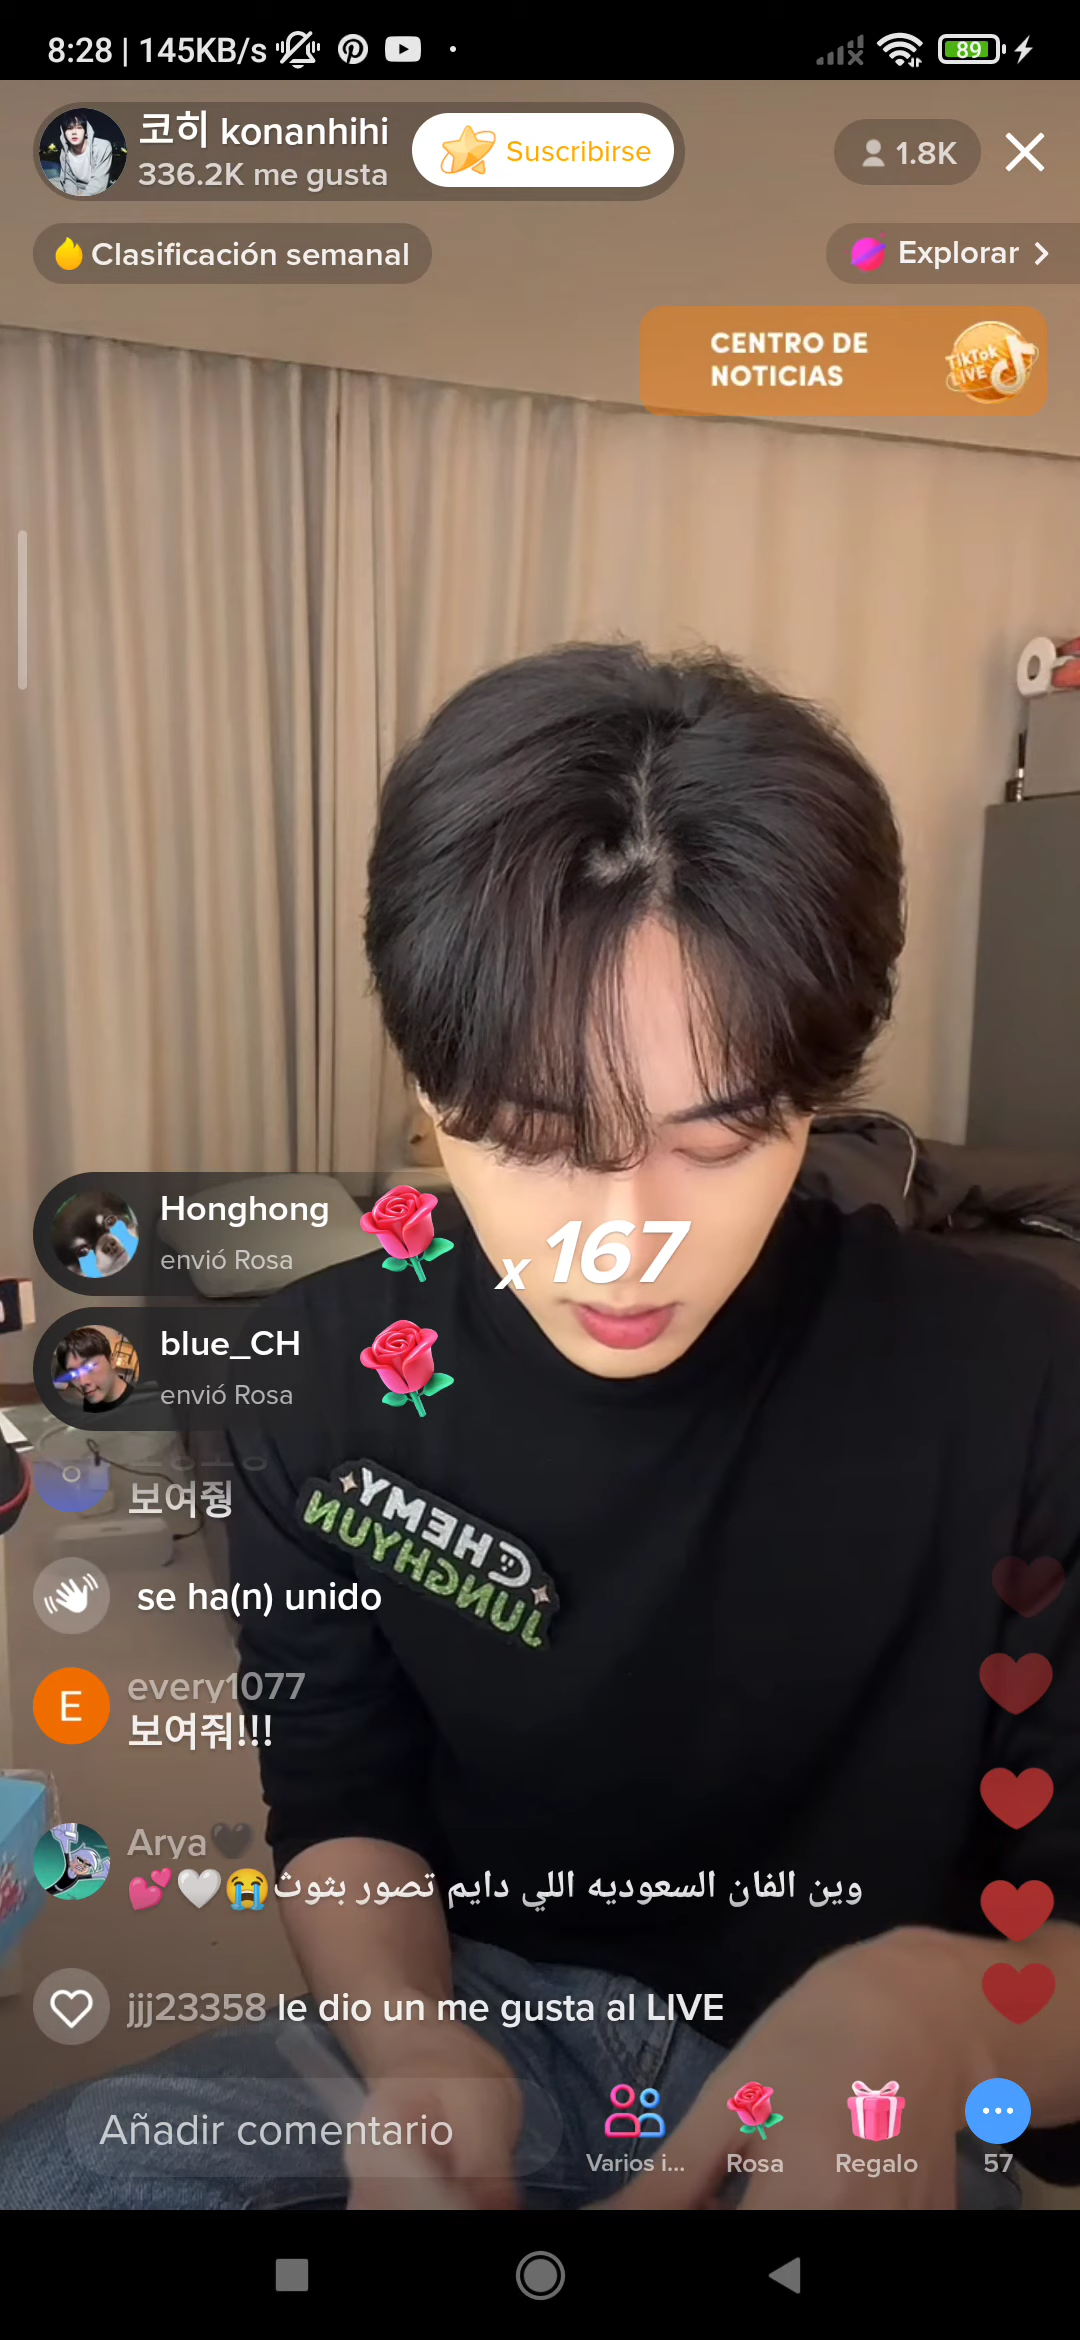 8:28 | 145KB/s
89
코히 konanhihi
336.2K me gusta
Suscribirse
1.8K
Clasificación semanal
Explorar
CENTRO DE
NOTICIAS
TikTok
LIVE
Honghong
envió Rosa
x 167
blue_CH
envió Rosa
보여줭
CHEMY
JUNGHYUN
se ha(n) unido
E
every1077
보여줘!!!
Arya🖤
وين الفان السعوديه اللي دايم تصور بثوث😭🤍💕
jjj23358 le dio un me gusta al LIVE
Añadir comentario
Varios i...
Rosa
Regalo
57